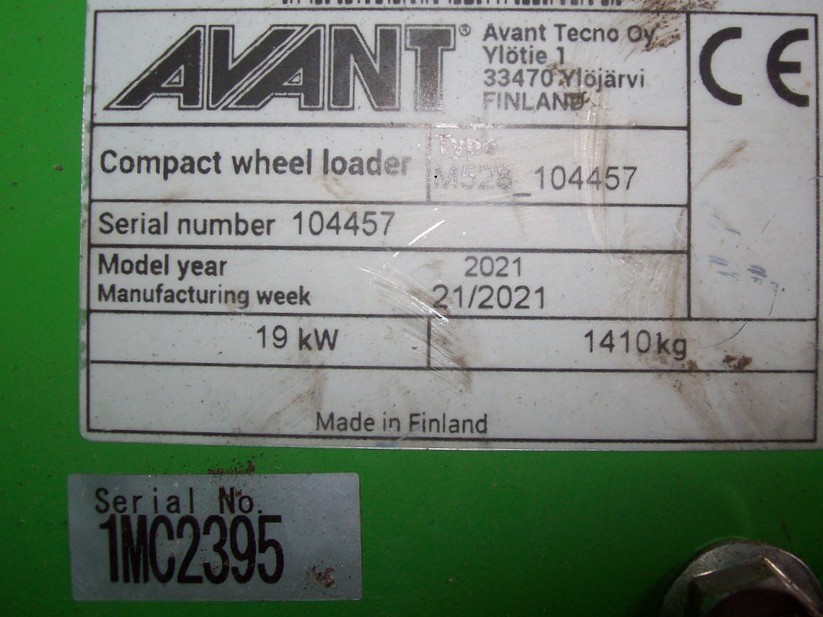 AVANT®
Avant Tecno Oy
Ylötie 1
33470 Ylöjärvi
FINLAND
CE
Compact wheel loader
Type
M528_104457
Serial number 104457
Model year 2021
Manufacturing week 21/2021
19 kW 1410kg
Made in Finland
Serial No.
1MC2395